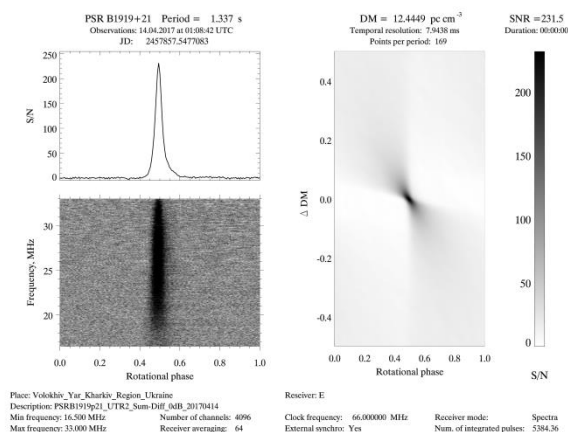 PSR B1919+21 Period = 1.337 s
Observations: 14.04.2017 at 01:08:42 UTC
JD: 2457857.5477083
DM = 12.4449 pc cm⁻³
Temporal resolution: 7.9438 ms
Points per period: 169
SNR=231.5
Duration: 00:00:00
250
200
150
100
50
0
S/N
30
25
20
Frequency, MHz
0.0 0.2 0.4 0.6 0.8 1.0
Rotational phase
0.4
0.2
0.0
-0.2
-0.4
Δ DM
0.0 0.2 0.4 0.6 0.8 1.0
Rotational phase
200
150
100
50
0
S/N
Place: Volokhiv_Yar_Kharkiv_Region_Ukraine
Reseiver: E
Description: PSRB1919p21_UTR2_Sum-Diff_0dB_20170414
Min frequency: 16.500 MHz Number of channels: 4096 Clock frequency: 66.000000 MHz Receiver mode: Spectra
Max frequency: 33.000 MHz Receiver averaging: 64 External synchro: Yes Num. of integrated pulses: 5384.36